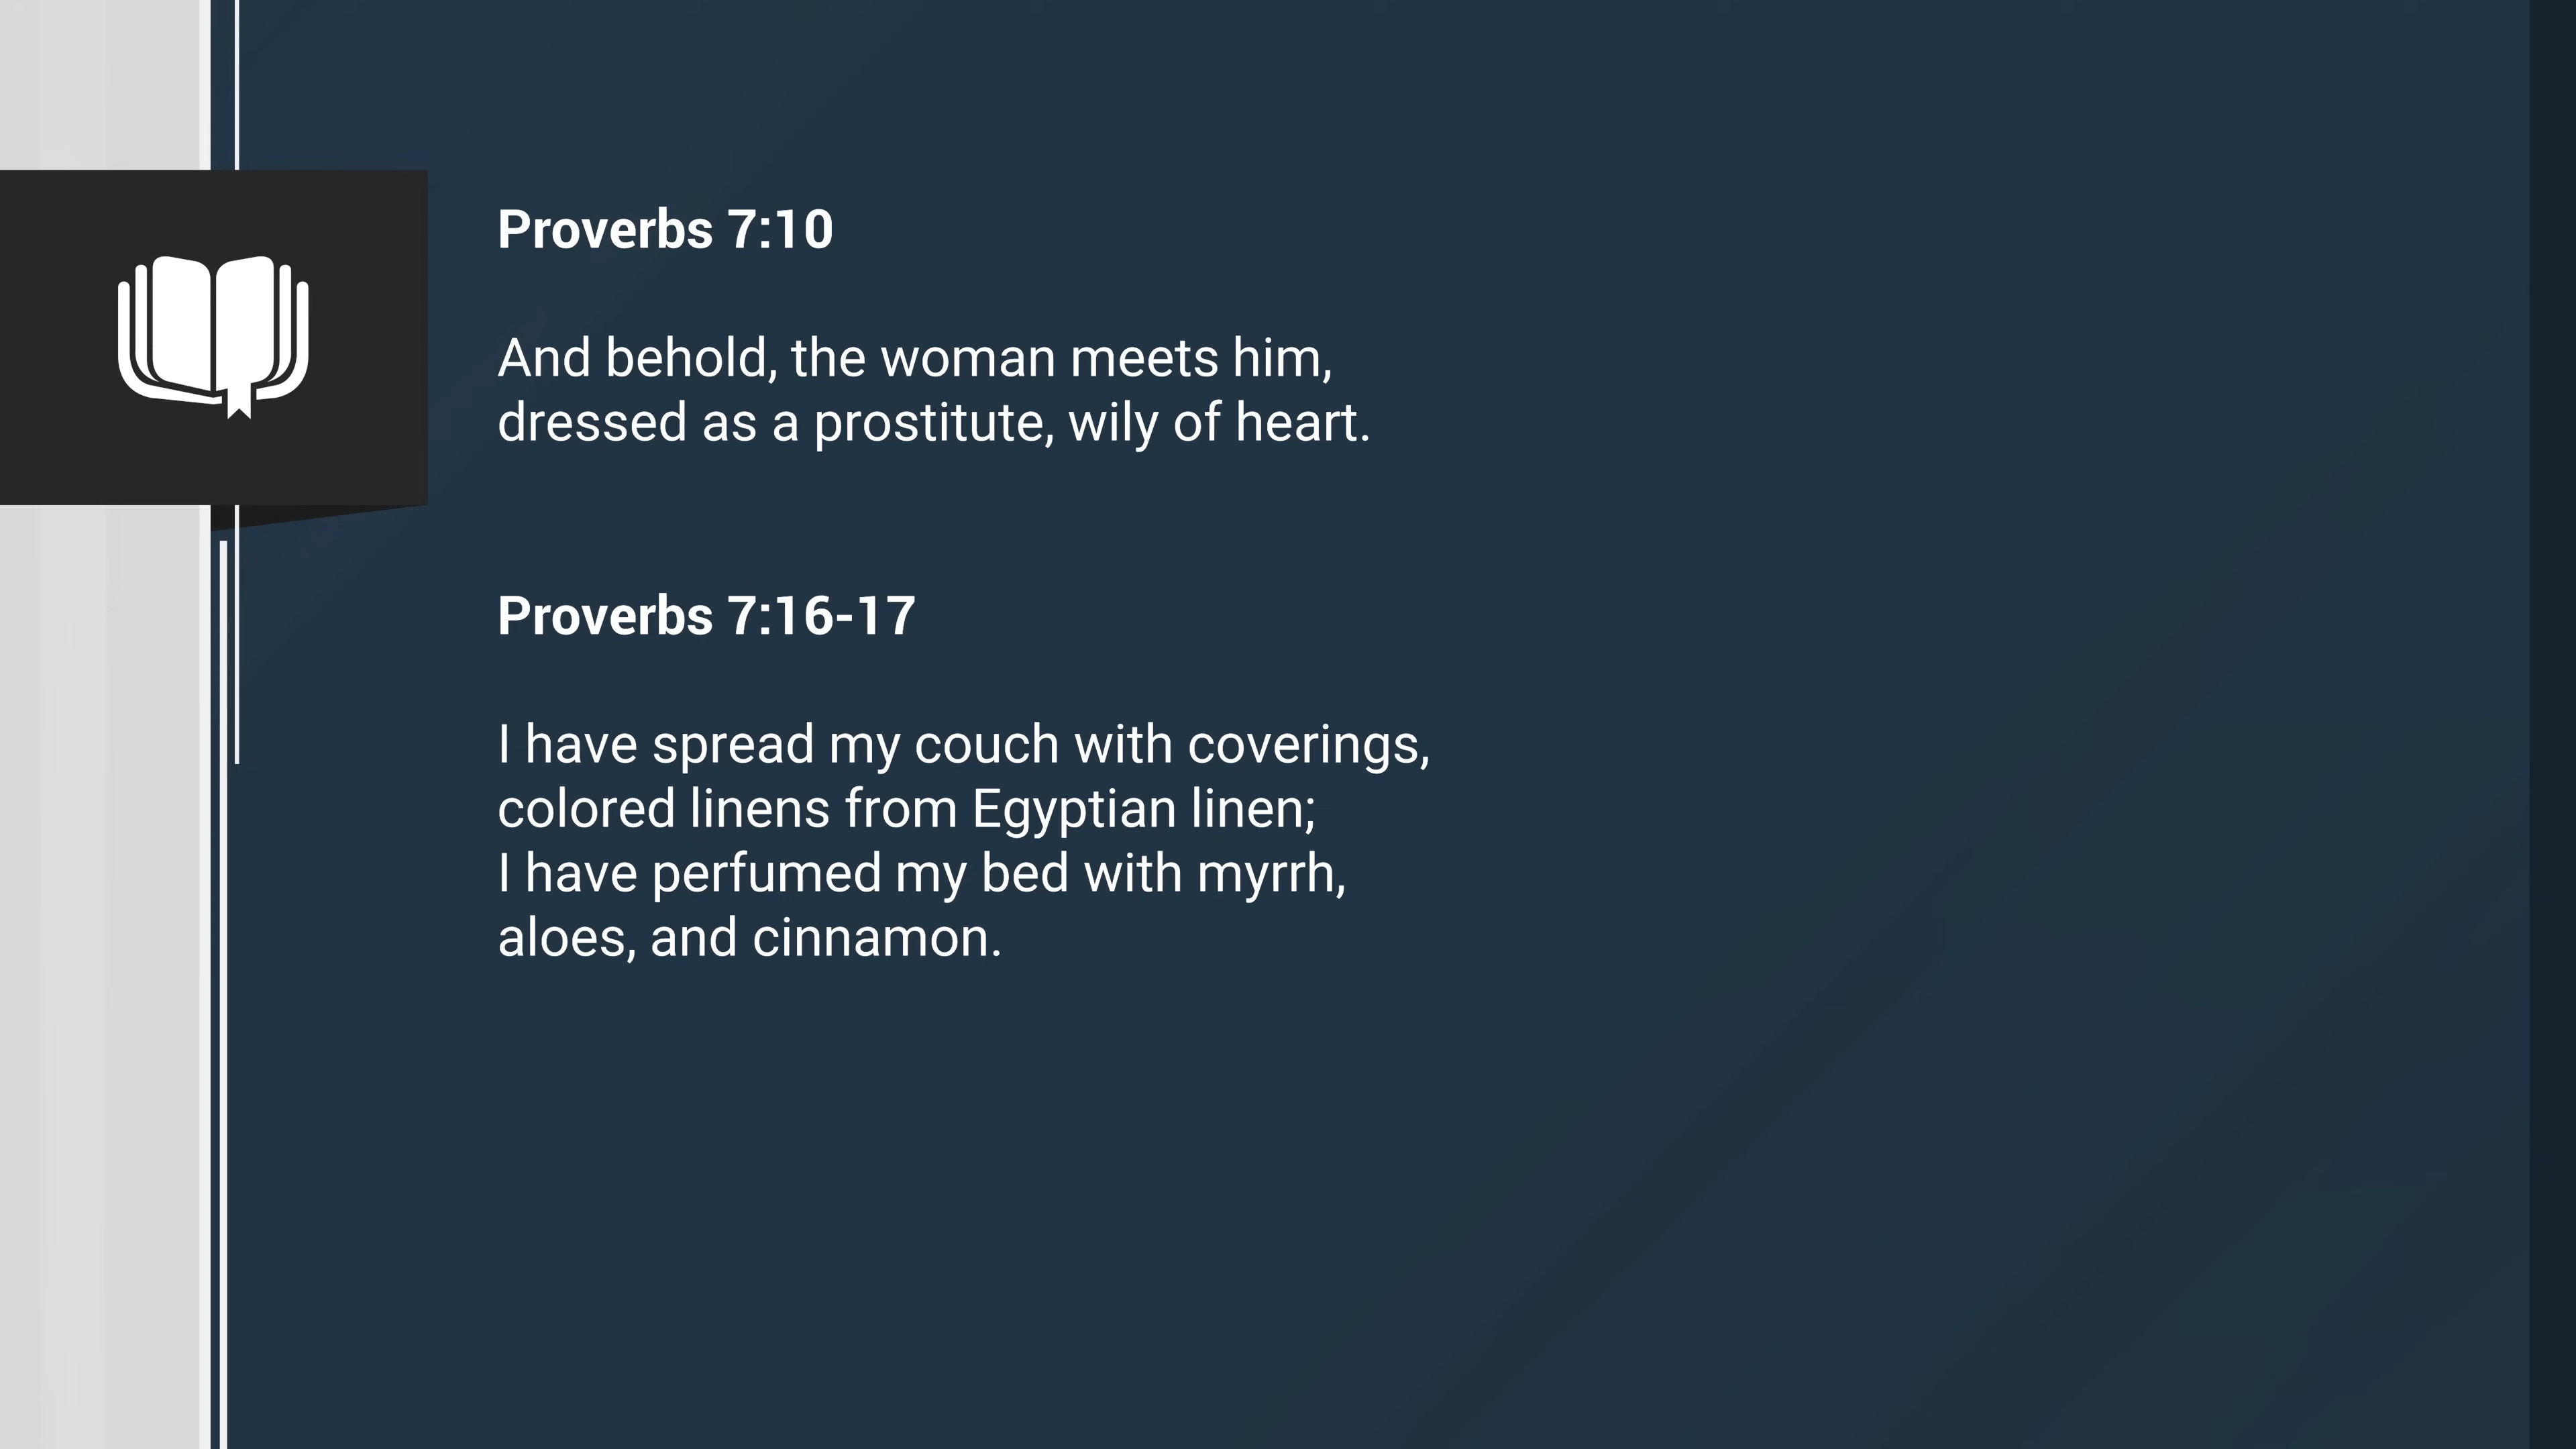 Proverbs 7:10
And behold, the woman meets him,
dressed as a prostitute, wily of heart.
Proverbs 7:16-17
I have spread my couch with coverings,
colored linens from Egyptian linen;
I have perfumed my bed with myrrh,
aloes, and cinnamon.